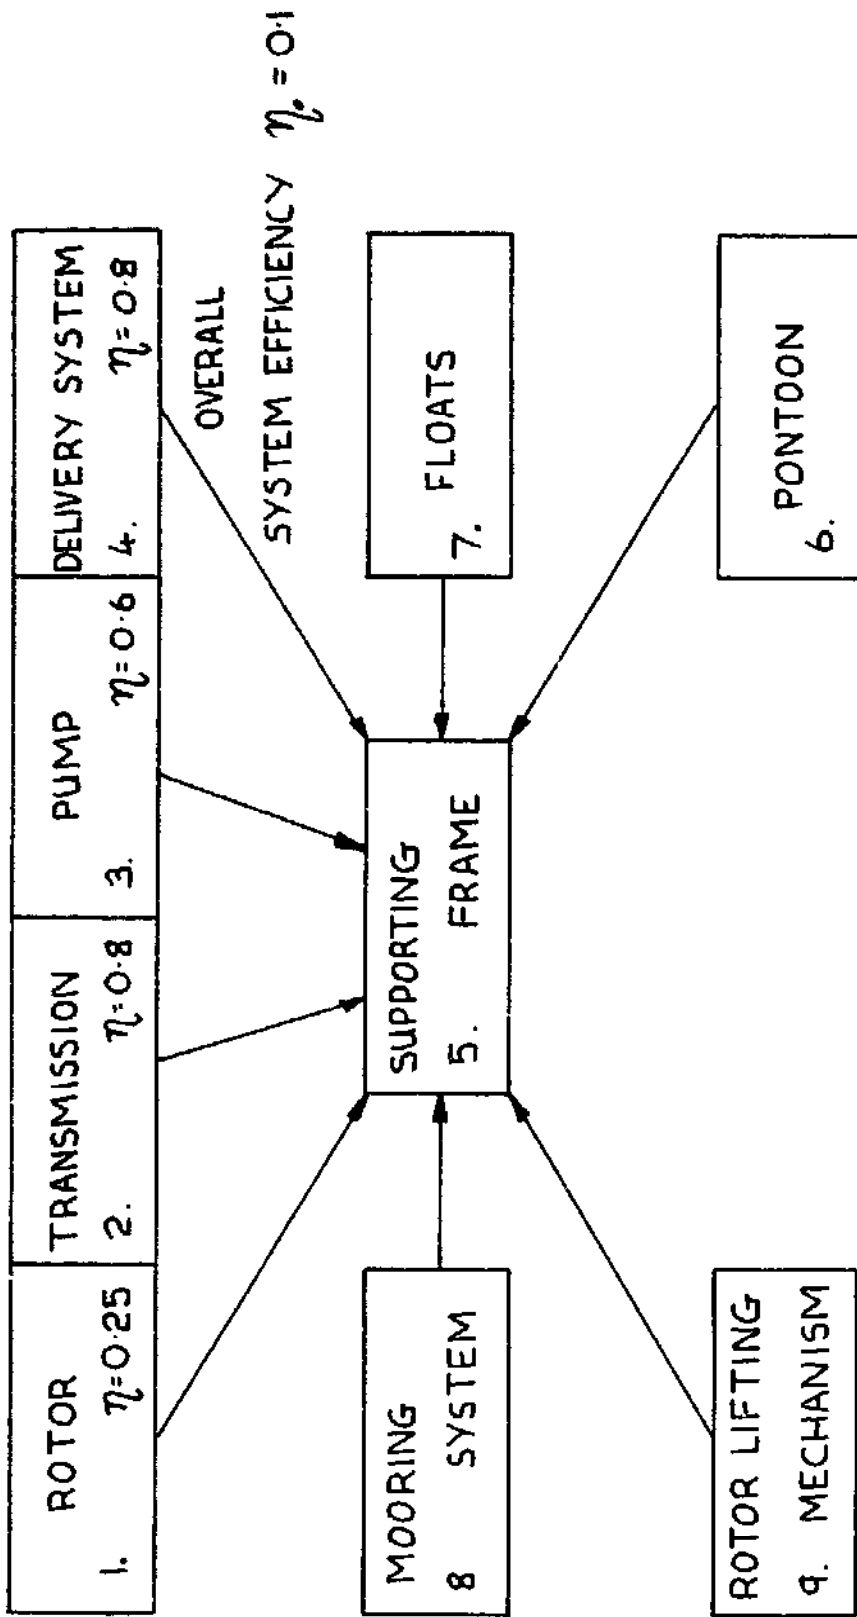 1. ROTOR η=0·25
2. TRANSMISSION η=0·8
3. PUMP η=0·6
4. DELIVERY SYSTEM η=0·8
OVERALL
SYSTEM EFFICIENCY η. = 0·1
8 MOORING
SYSTEM
SUPPORTING
5. FRAME
7. FLOATS
ROTOR LIFTING
9. MECHANISM
6. PONTOON